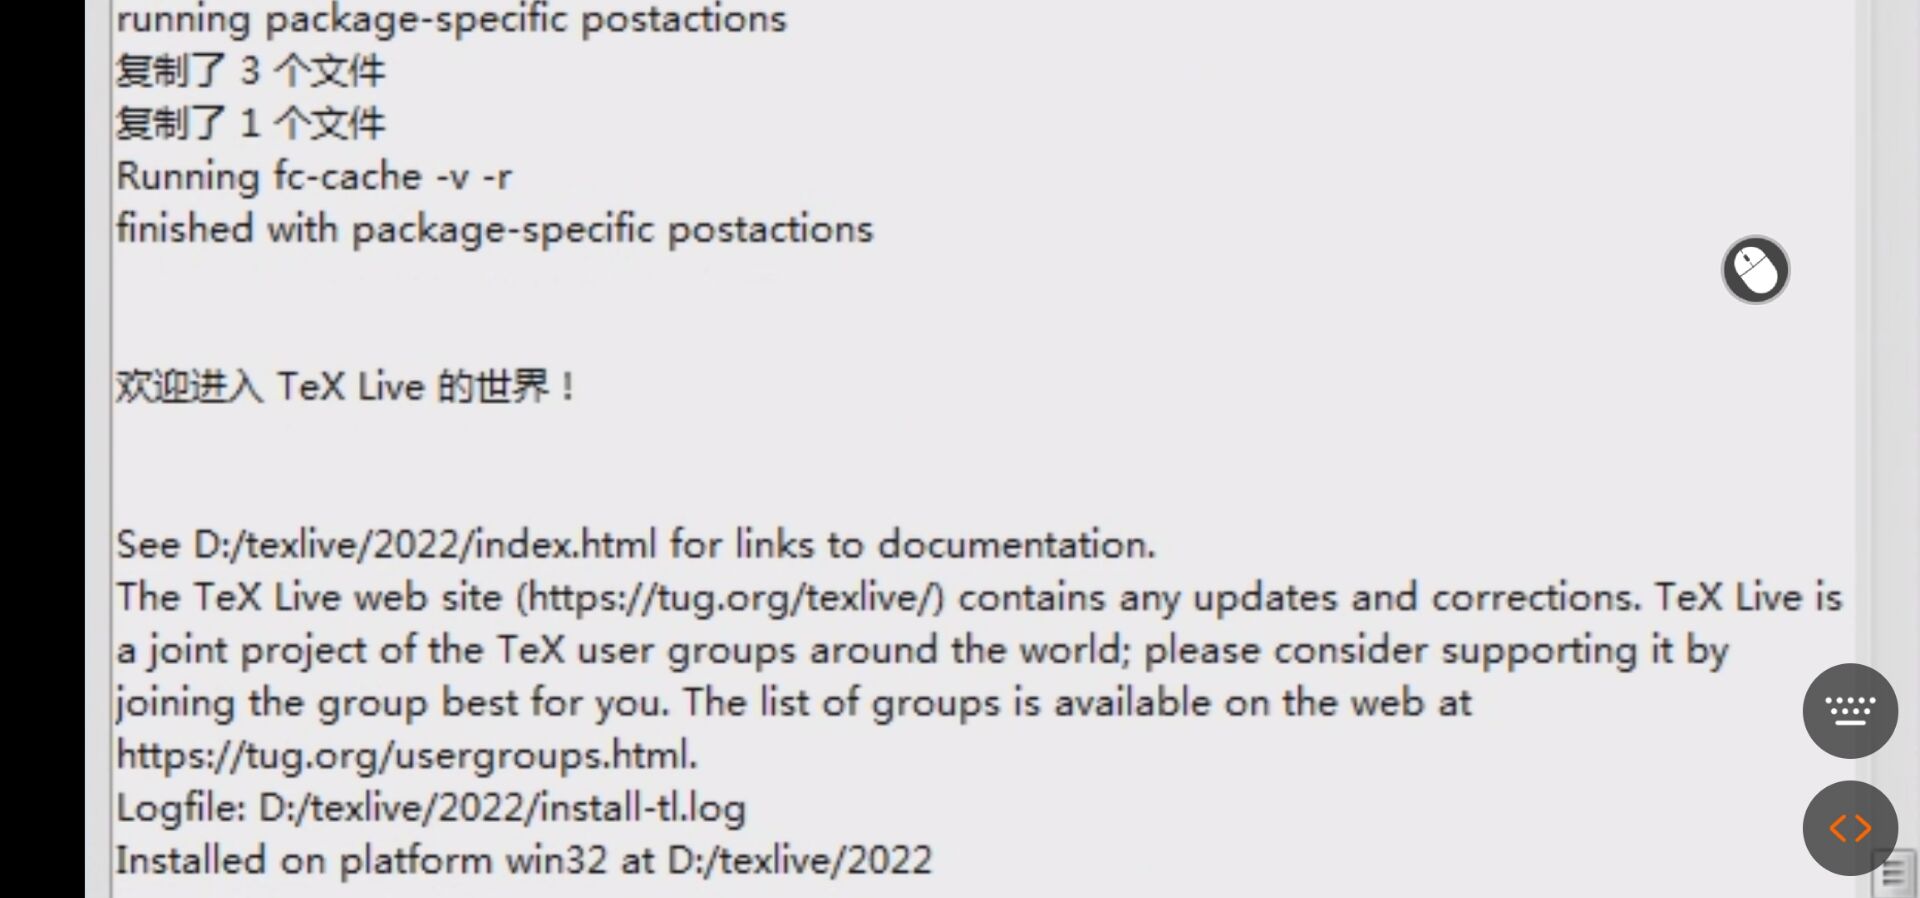 running package-specific postactions
复制了 3 个文件
复制了 1 个文件
Running fc-cache -v -r
finished with package-specific postactions
欢迎进入 TeX Live 的世界！
See D:/texlive/2022/index.html for links to documentation.
The TeX Live web site (https://tug.org/texlive/) contains any updates and corrections. TeX Live is
a joint project of the TeX user groups around the world; please consider supporting it by
joining the group best for you. The list of groups is available on the web at
https://tug.org/usergroups.html.
Logfile: D:/texlive/2022/install-tl.log
Installed on platform win32 at D:/texlive/2022